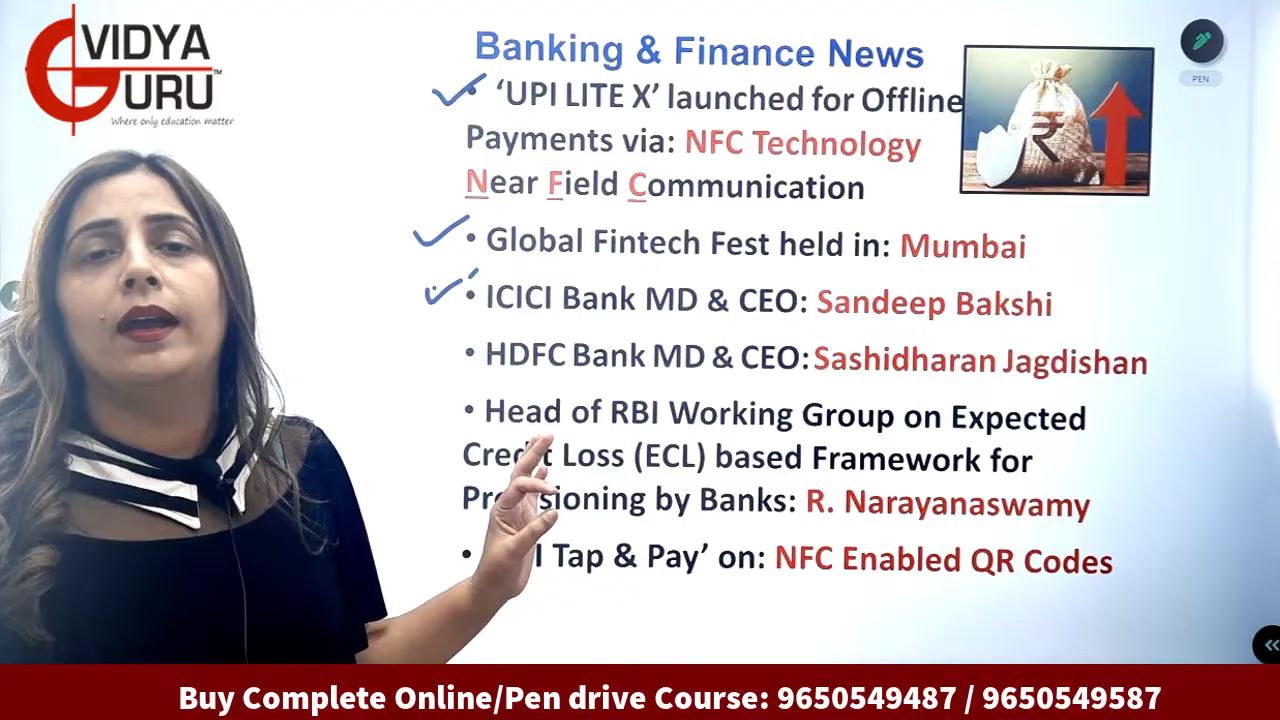 VIDYA
GURU™
Where only education matter
Banking & Finance News
• ‘UPI LITE X’ launched for Offline
Payments via: NFC Technology
Near Field Communication
• Global Fintech Fest held in: Mumbai
• ICICI Bank MD & CEO: Sandeep Bakshi
• HDFC Bank MD & CEO: Sashidharan Jagdishan
• Head of RBI Working Group on Expected
Credit Loss (ECL) based Framework for
Provisioning by Banks: R. Narayanaswamy
• I Tap & Pay’ on: NFC Enabled QR Codes
PEN
Buy Complete Online/Pen drive Course: 9650549487 / 9650549587